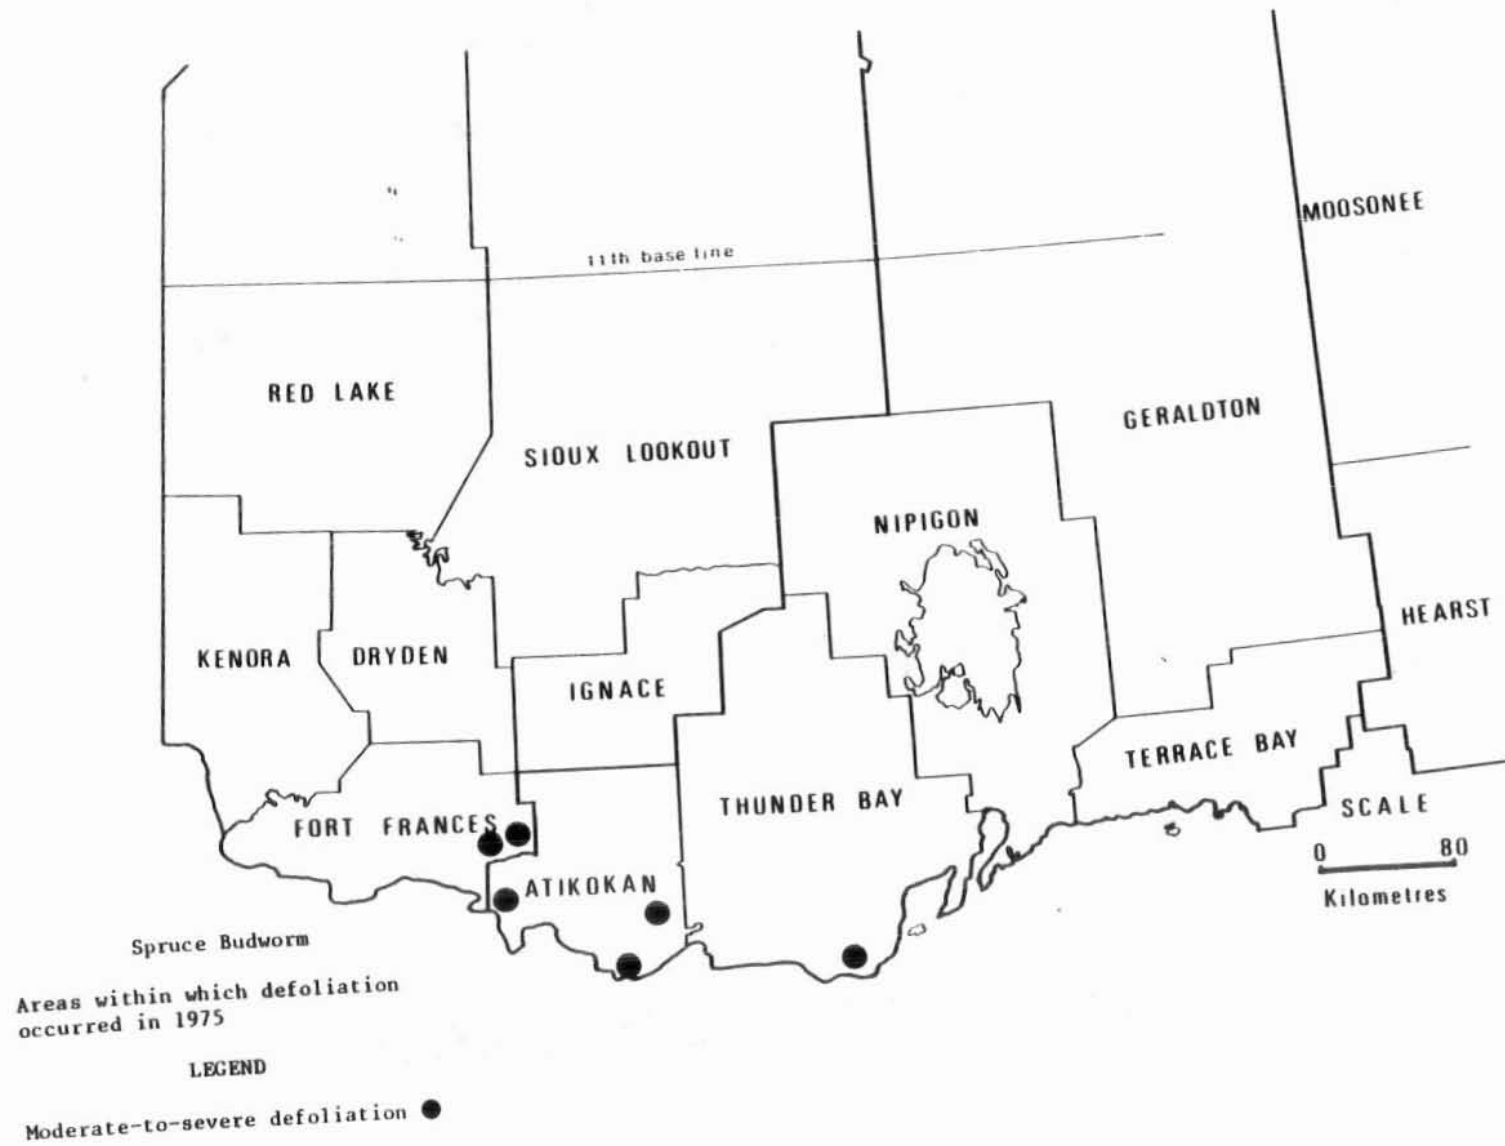 MOOSONEE
11th base line
RED LAKE
GERALDTON
SIOUX LOOKOUT
NIPIGON
HEARST
KENORA
DRYDEN
IGNACE
TERRACE BAY
THUNDER BAY
SCALE
FORT FRANCES
0 80
Kilometres
ATIKOKAN
Spruce Budworm
Areas within which defoliation
occurred in 1975
LEGEND
Moderate-to-severe defoliation